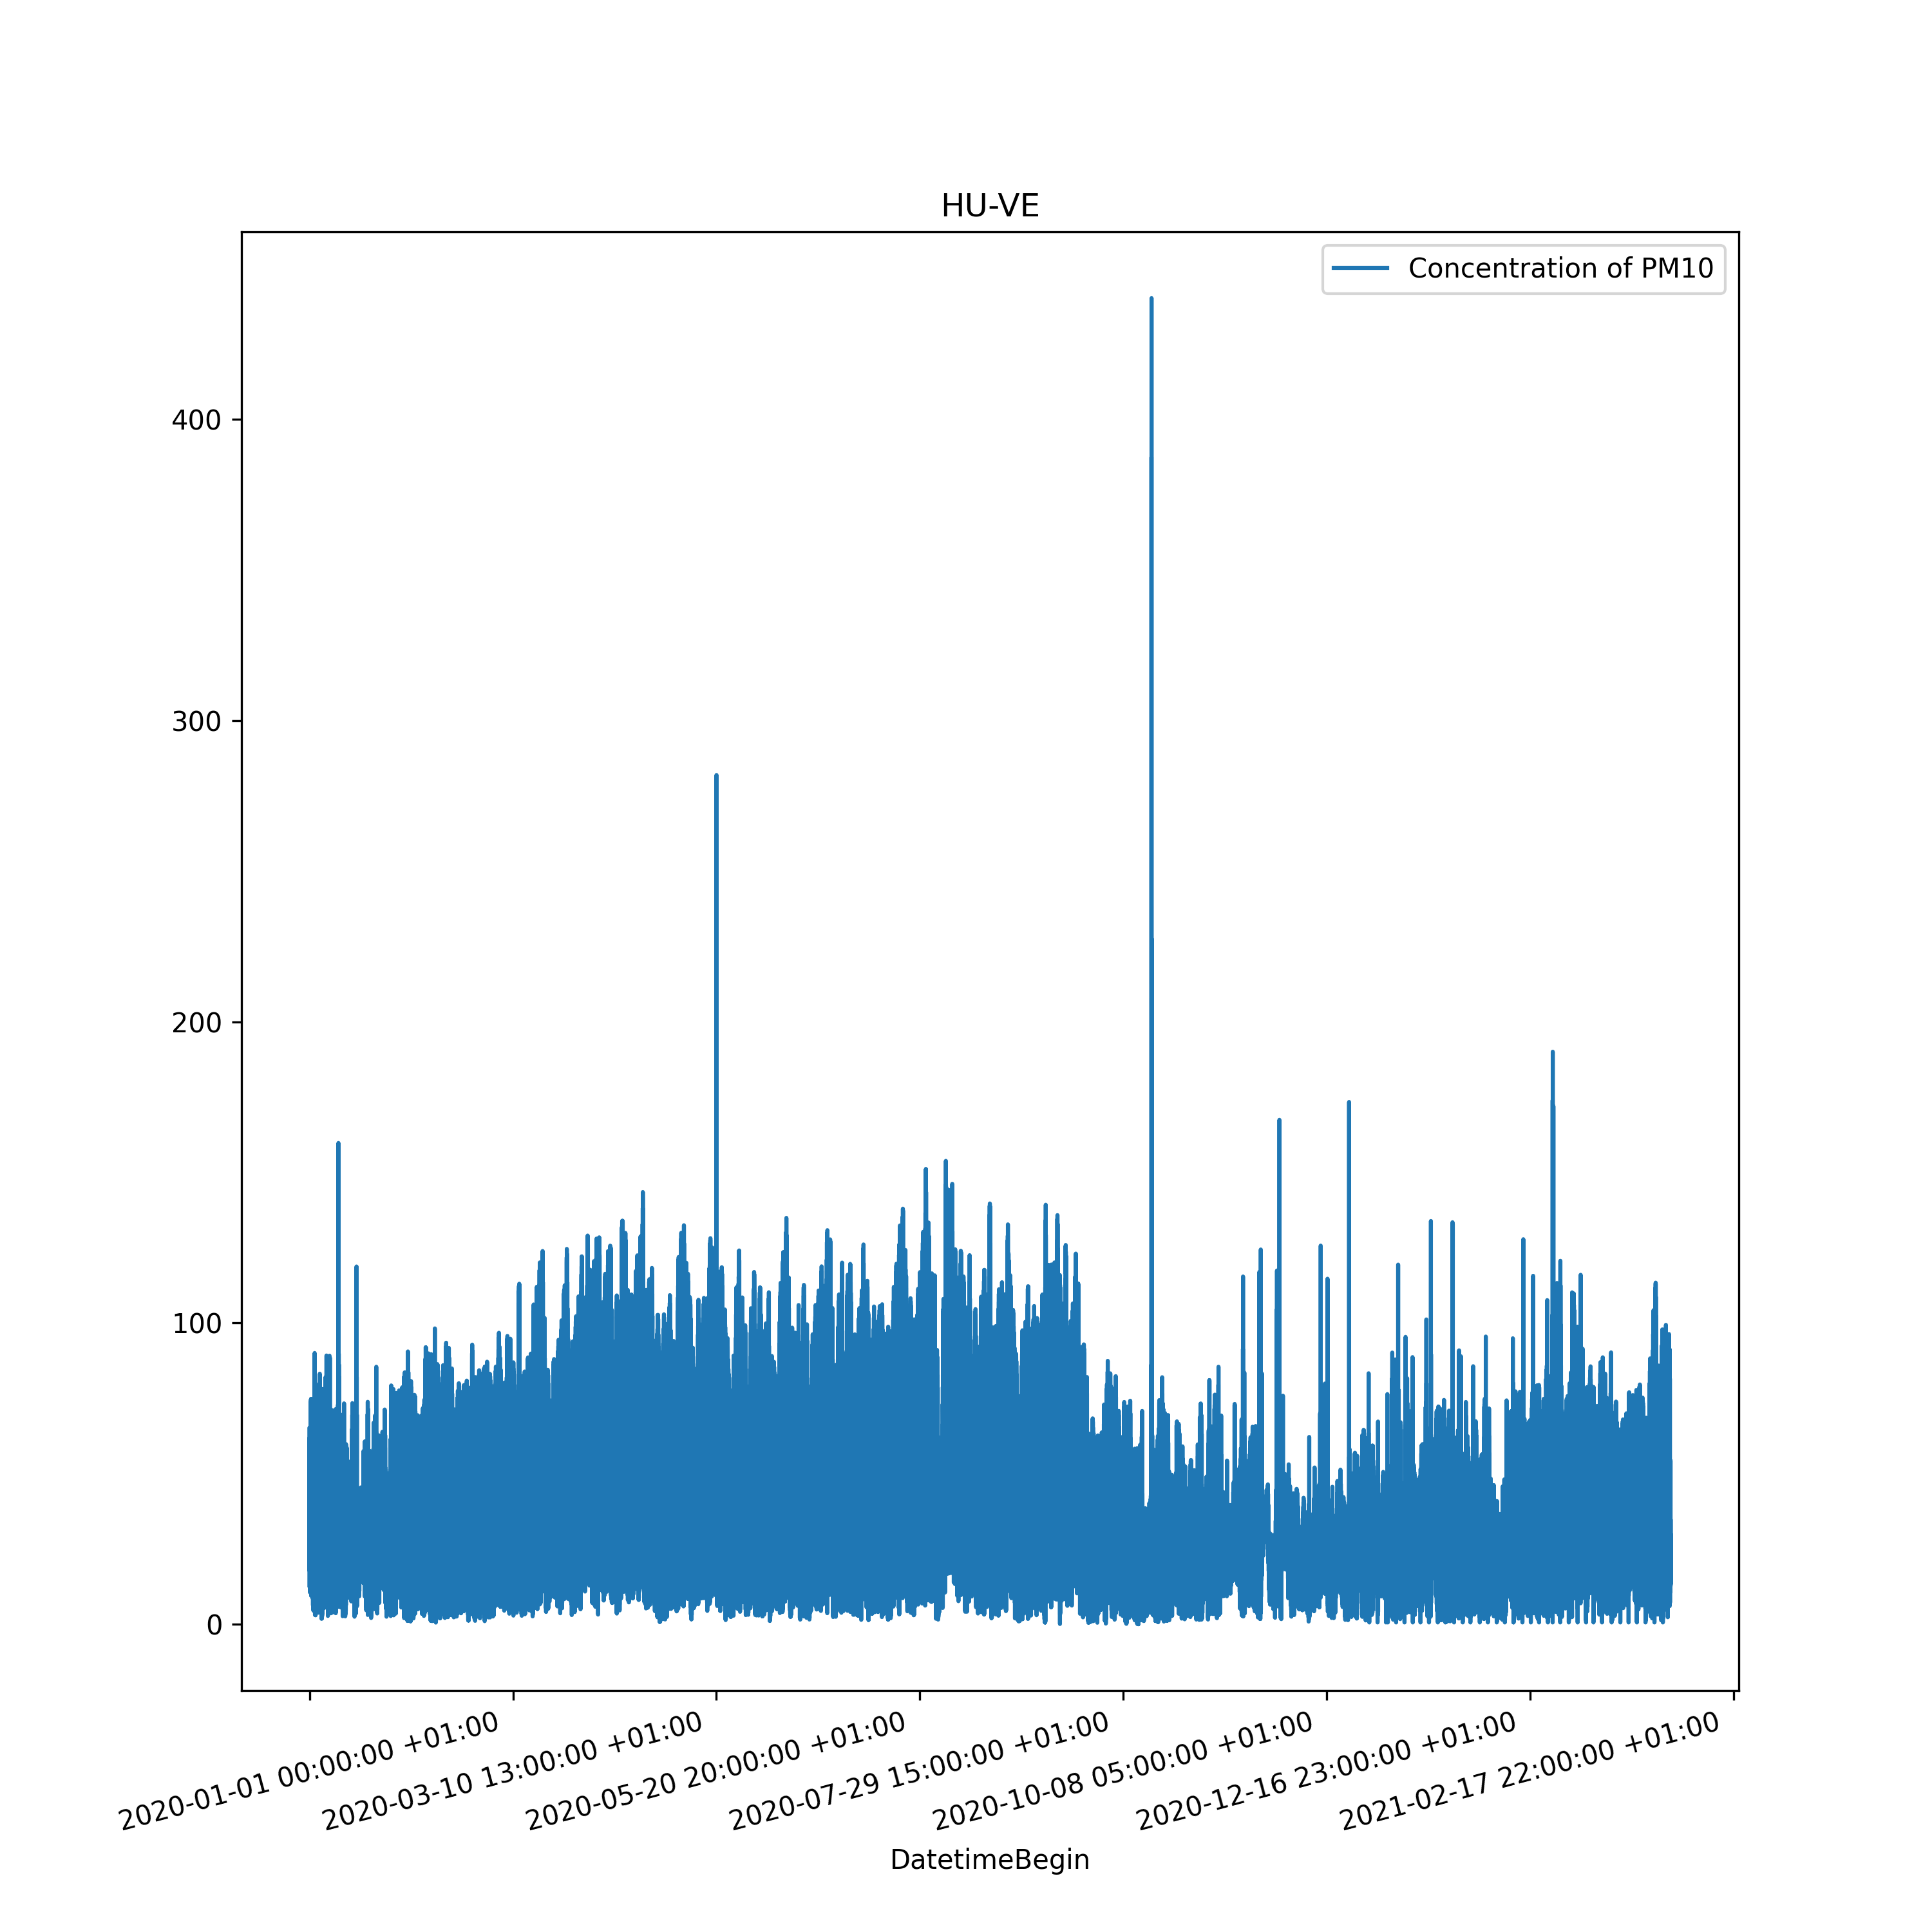 HU-VE
Concentration of PM10
400
300
200
100
0
2020-01-01 00:00:00 +01:00
2020-03-10 13:00:00 +01:00
2020-05-20 20:00:00 +01:00
2020-07-29 15:00:00 +01:00
2020-10-08 05:00:00 +01:00
2020-12-16 23:00:00 +01:00
2021-02-17 22:00:00 +01:00
DatetimeBegin